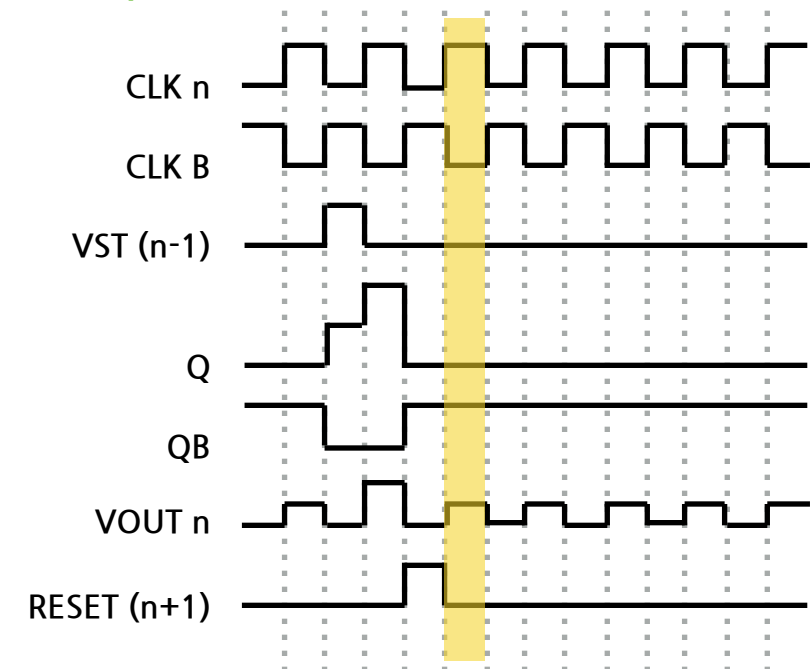 CLK n
CLK B
VST (n-1)
Q
QB
VOUT n
RESET (n+1)